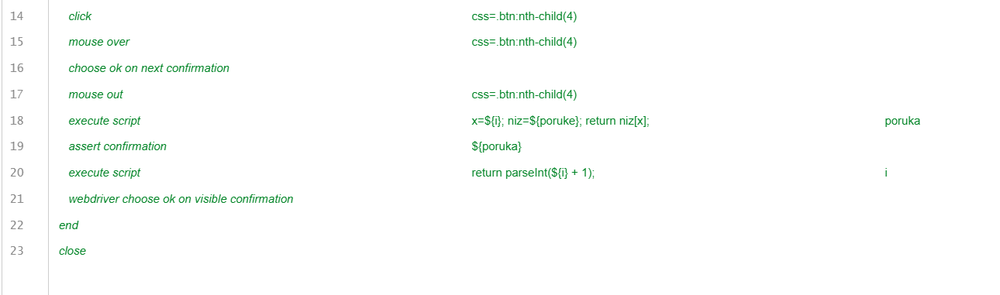 14 click css=.btn:nth-child(4)
15 mouse over css=.btn:nth-child(4)
16 choose ok on next confirmation
17 mouse out css=.btn:nth-child(4)
18 execute script x=${i}; niz=${poruke}; return niz[x]; poruka
19 assert confirmation ${poruka}
20 execute script return parseInt(${i} + 1); i
21 webdriver choose ok on visible confirmation
22 end
23 close